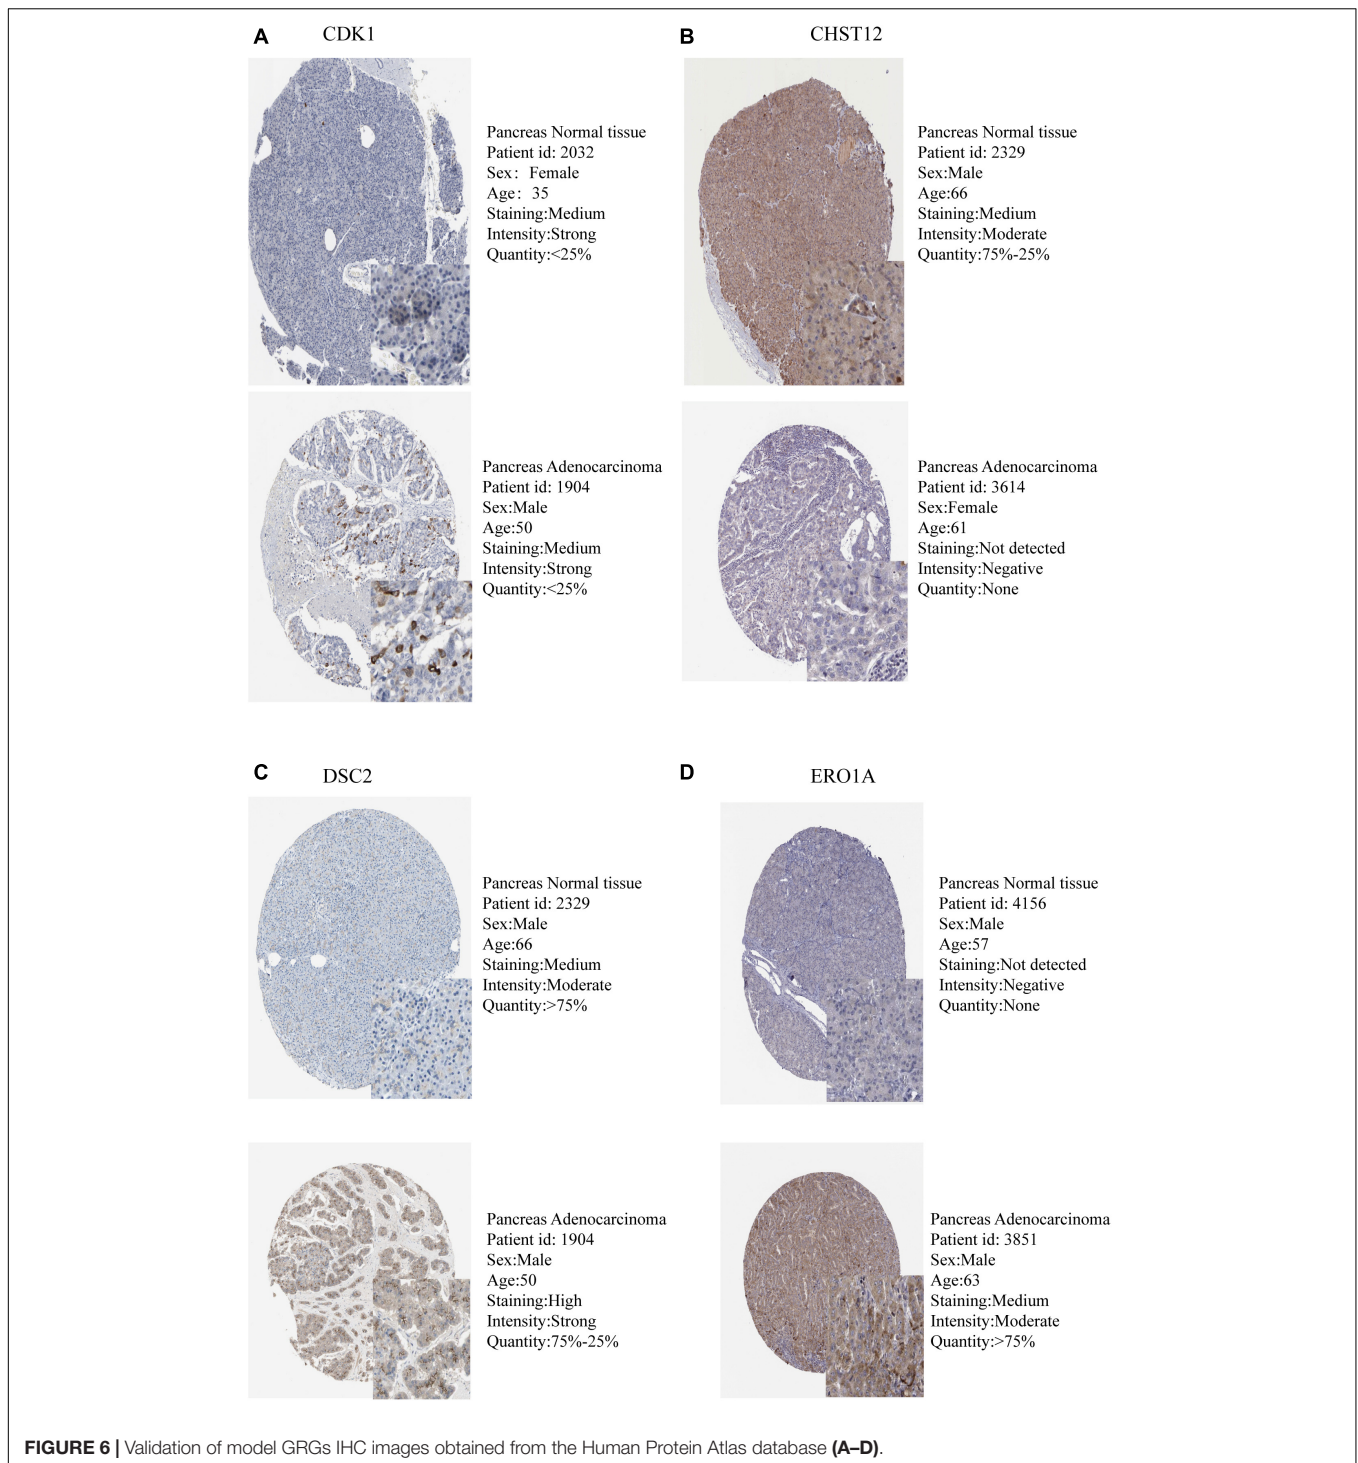 A CDK1
Pancreas Normal tissue
Patient id: 2032
Sex: Female
Age: 35
Staining:Medium
Intensity:Strong
Quantity:<25%
Pancreas Adenocarcinoma
Patient id: 1904
Sex:Male
Age:50
Staining:Medium
Intensity:Strong
Quantity:<25%
B CHST12
Pancreas Normal tissue
Patient id: 2329
Sex:Male
Age:66
Staining:Medium
Intensity:Moderate
Quantity:75%-25%
Pancreas Adenocarcinoma
Patient id: 3614
Sex:Female
Age:61
Staining:Not detected
Intensity:Negative
Quantity:None
C DSC2
Pancreas Normal tissue
Patient id: 2329
Sex:Male
Age:66
Staining:Medium
Intensity:Moderate
Quantity:>75%
Pancreas Adenocarcinoma
Patient id: 1904
Sex:Male
Age:50
Staining:High
Intensity:Strong
Quantity:75%-25%
D ERO1A
Pancreas Normal tissue
Patient id: 4156
Sex:Male
Age:57
Staining:Not detected
Intensity:Negative
Quantity:None
Pancreas Adenocarcinoma
Patient id: 3851
Sex:Male
Age:63
Staining:Medium
Intensity:Moderate
Quantity:>75%
FIGURE 6 | Validation of model GRGs IHC images obtained from the Human Protein Atlas database (A–D).